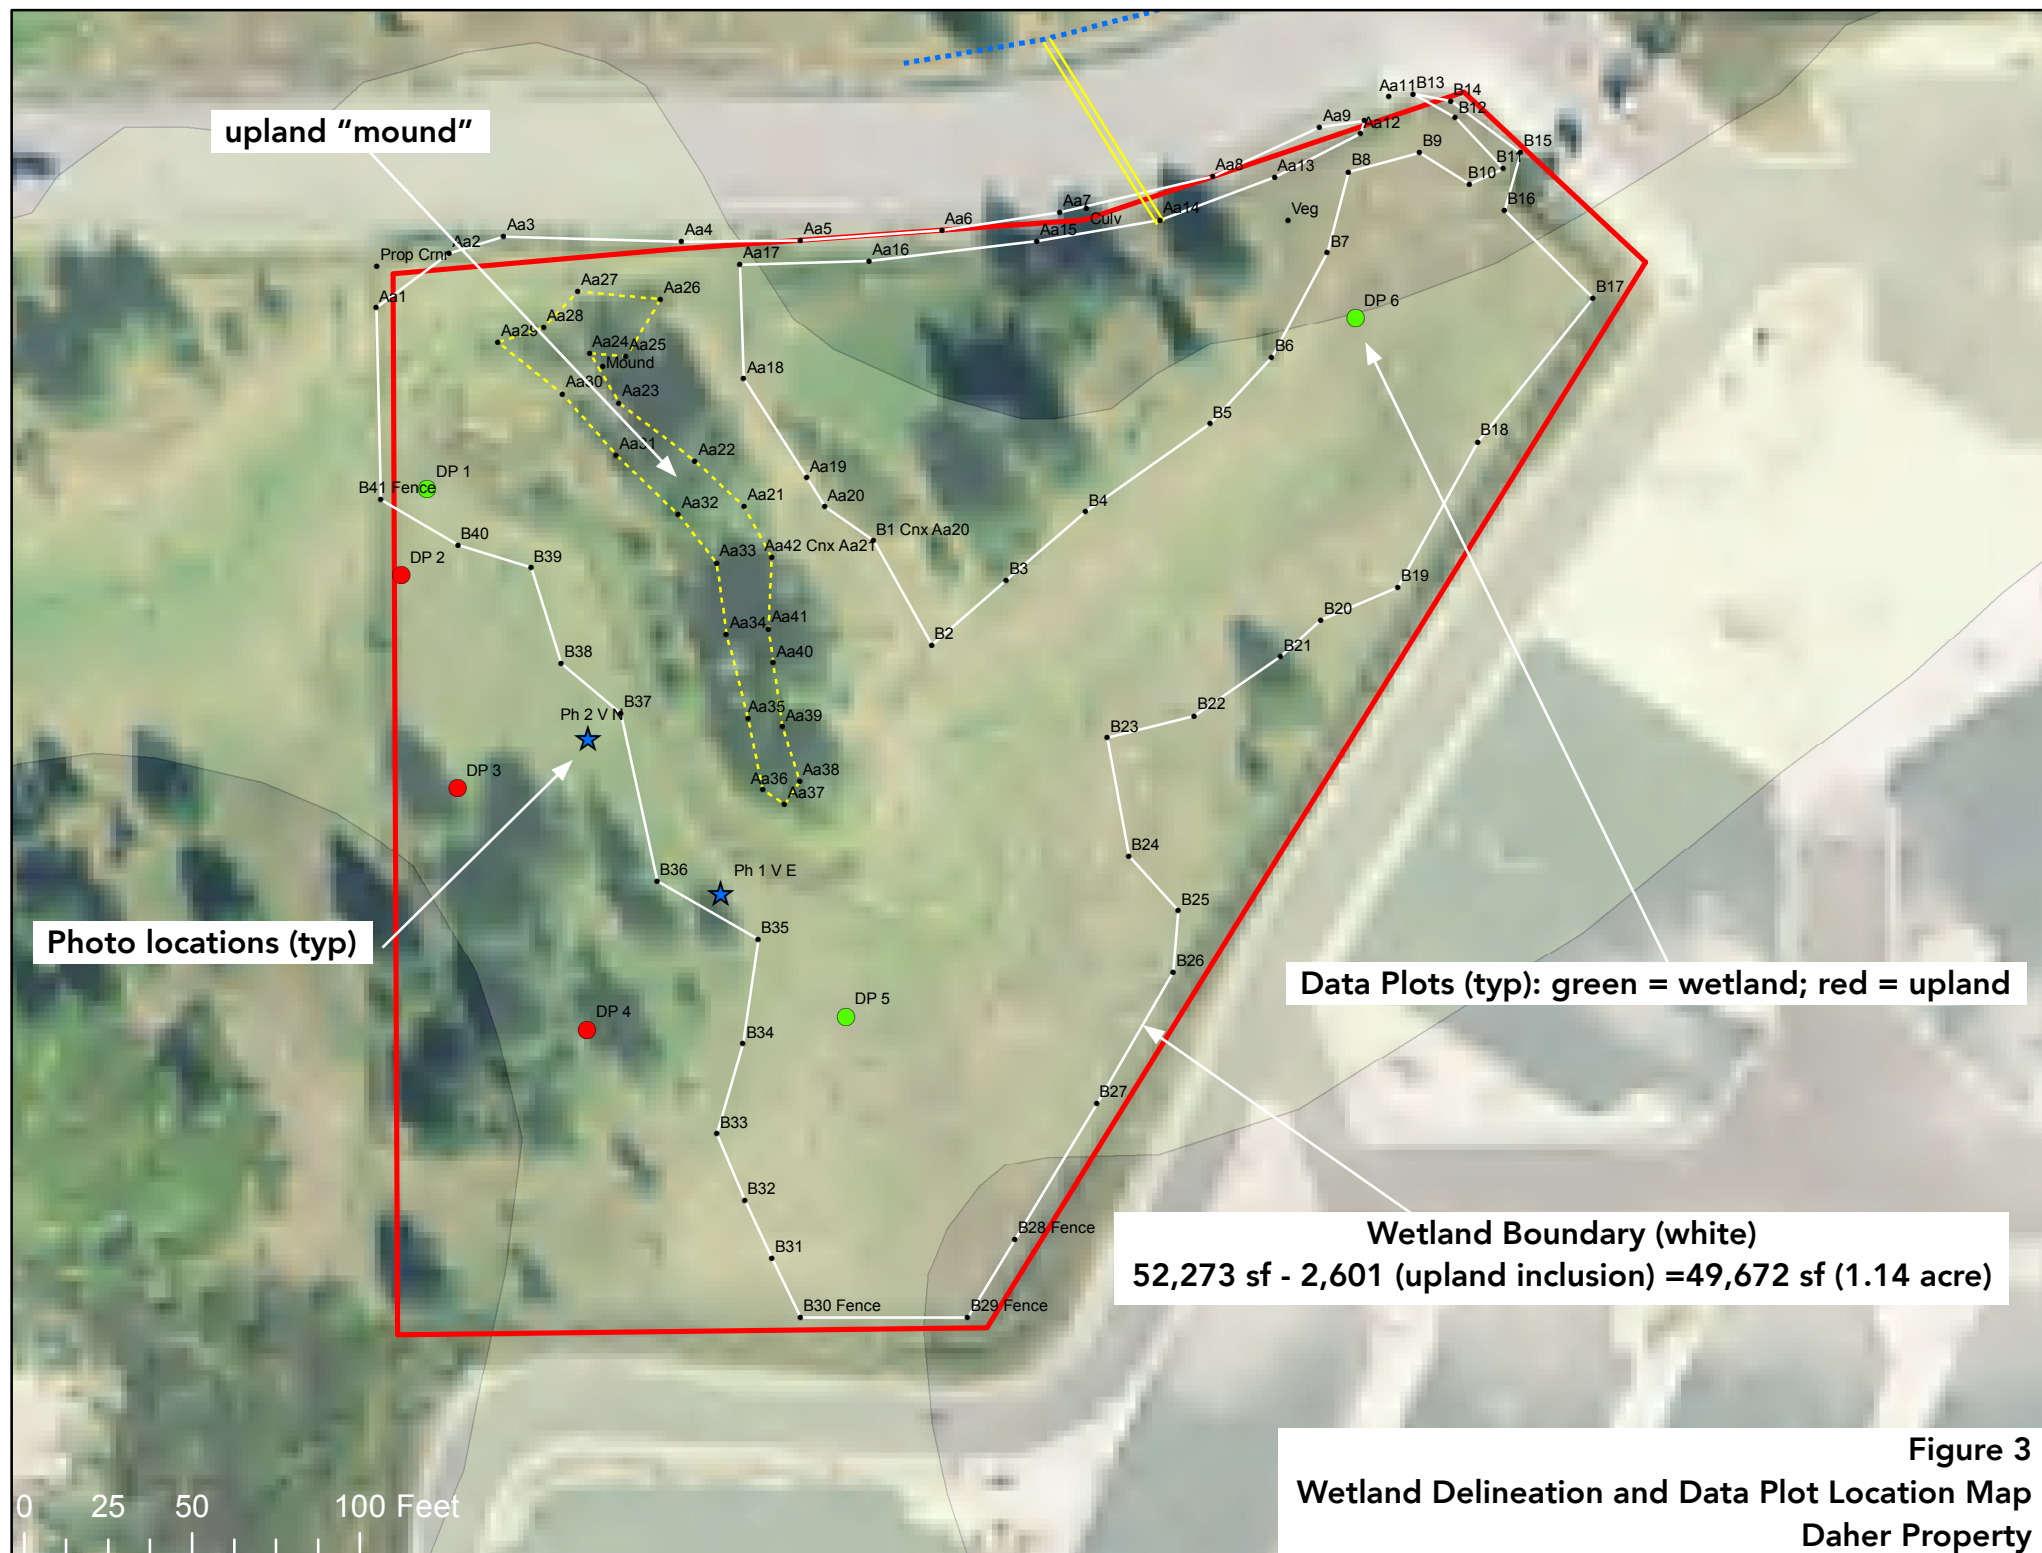 Aa11
B13
B14
B12
Aa9
Aa12
B15
B9
B11
B8
B10
Aa8
Aa13
B16
upland “mound”
Aa7
Culv
Aa14
Veg
Aa3
Aa4
Aa5
Aa6
Aa2
Prop Crnr
Aa15
Aa16
Aa17
B7
Aa1
Aa27
Aa26
B17
DP 6
Aa28
Aa29
Aa24
Aa25
Mound
B6
Aa18
Aa30
Aa23
B5
B18
Aa31
Aa22
Aa19
DP 1
B41 Fence
Aa32
Aa21
Aa20
B4
B1 Cnx Aa20
B40
Aa42 Cnx Aa21
DP 2
B39
Aa33
B3
B19
Aa34
Aa41
B20
B2
B21
B38
Aa40
B37
Ph 2 V N
Aa35
Aa39
B22
B23
DP 3
Aa36
Aa38
Aa37
B24
B36
Ph 1 V E
B25
Photo locations (typ)
B35
B26
Data Plots (typ): green = wetland; red = upland
DP 5
DP 4
B34
B27
B33
B32
B28 Fence
Wetland Boundary (white)
52,273 sf - 2,601 (upland inclusion) =49,672 sf (1.14 acre)
B31
B30 Fence
B29 Fence
Figure 3
Wetland Delineation and Data Plot Location Map
Daher Property
0 25 50 100 Feet